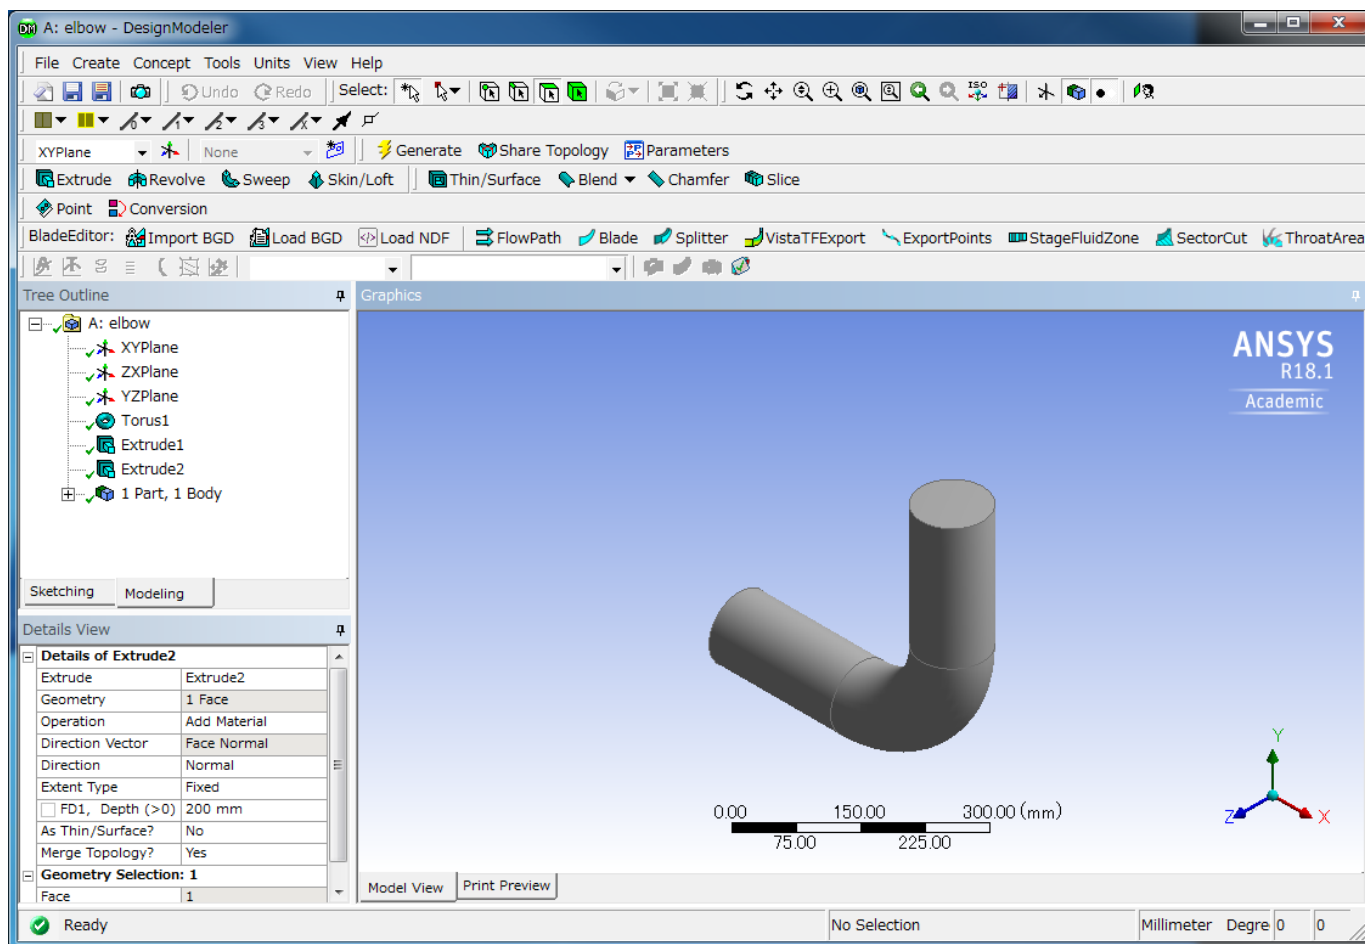 A: elbow - DesignModeler
File Create Concept Tools Units View Help
Undo Redo Select: ISO
XYPlane None Generate Share Topology Parameters
Extrude Revolve Sweep Skin/Loft Thin/Surface Blend Chamfer Slice
Point Conversion
BladeEditor: Import BGD Load BGD Load NDF FlowPath Blade Splitter VistaTFExport ExportPoints StageFluidZone SectorCut ThroatArea
Tree Outline
A: elbow
XYPlane
ZXPlane
YZPlane
Torus1
Extrude1
Extrude2
1 Part, 1 Body
Sketching Modeling
Details View
Details of Extrude2
Extrude Extrude2
Geometry 1 Face
Operation Add Material
Direction Vector Face Normal
Direction Normal
Extent Type Fixed
FD1, Depth (>0) 200 mm
As Thin/Surface? No
Merge Topology? Yes
Geometry Selection: 1
Face 1
Graphics
ANSYS
R18.1
Academic
0.00 150.00 300.00 (mm)
75.00 225.00
Y
Z X
Model View Print Preview
Ready No Selection Millimeter Degre 0 0